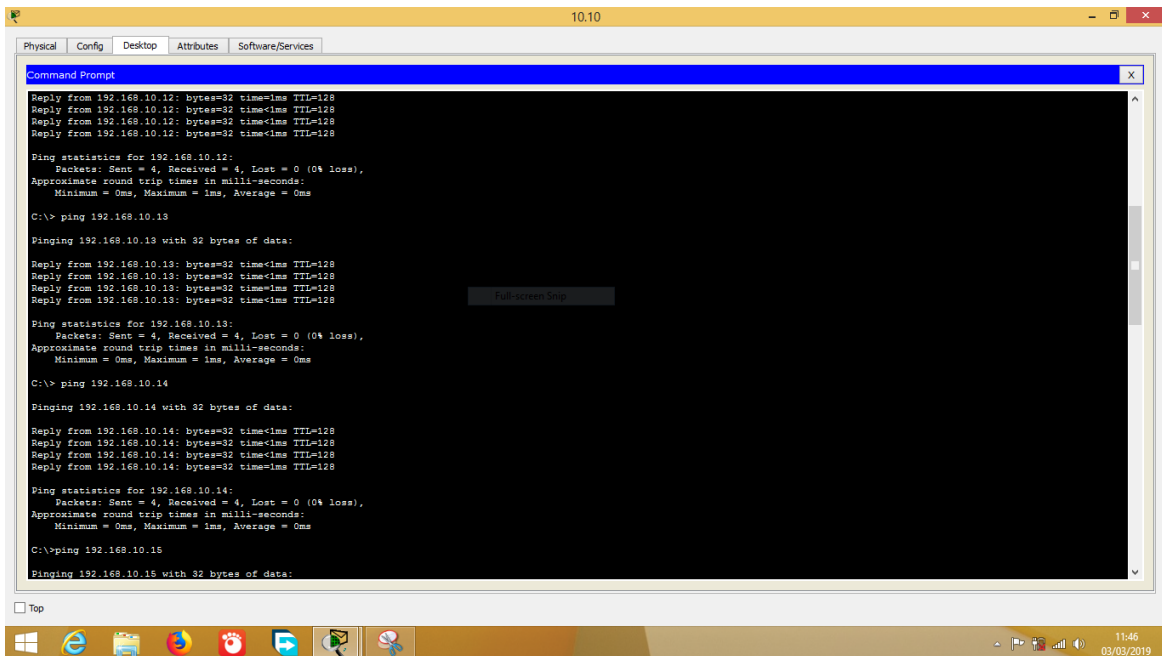 10.10
Physical Config Desktop Attributes Software/Services
Command Prompt X
Reply from 192.168.10.12: bytes=32 time=1ms TTL=128
Reply from 192.168.10.12: bytes=32 time<1ms TTL=128
Reply from 192.168.10.12: bytes=32 time<1ms TTL=128
Reply from 192.168.10.12: bytes=32 time<1ms TTL=128
Ping statistics for 192.168.10.12:
Packets: Sent = 4, Received = 4, Lost = 0 (0% loss),
Approximate round trip times in milli-seconds:
Minimum = 0ms, Maximum = 1ms, Average = 0ms
C:\> ping 192.168.10.13
Pinging 192.168.10.13 with 32 bytes of data:
Reply from 192.168.10.13: bytes=32 time<1ms TTL=128
Reply from 192.168.10.13: bytes=32 time<1ms TTL=128
Reply from 192.168.10.13: bytes=32 time=1ms TTL=128
Reply from 192.168.10.13: bytes=32 time<1ms TTL=128
Full-screen Snip
Ping statistics for 192.168.10.13:
Packets: Sent = 4, Received = 4, Lost = 0 (0% loss),
Approximate round trip times in milli-seconds:
Minimum = 0ms, Maximum = 1ms, Average = 0ms
C:\> ping 192.168.10.14
Pinging 192.168.10.14 with 32 bytes of data:
Reply from 192.168.10.14: bytes=32 time<1ms TTL=128
Reply from 192.168.10.14: bytes=32 time<1ms TTL=128
Reply from 192.168.10.14: bytes=32 time<1ms TTL=128
Reply from 192.168.10.14: bytes=32 time=1ms TTL=128
Ping statistics for 192.168.10.14:
Packets: Sent = 4, Received = 4, Lost = 0 (0% loss),
Approximate round trip times in milli-seconds:
Minimum = 0ms, Maximum = 1ms, Average = 0ms
C:\>ping 192.168.10.15
Pinging 192.168.10.15 with 32 bytes of data:
Top
11:46
03/03/2019